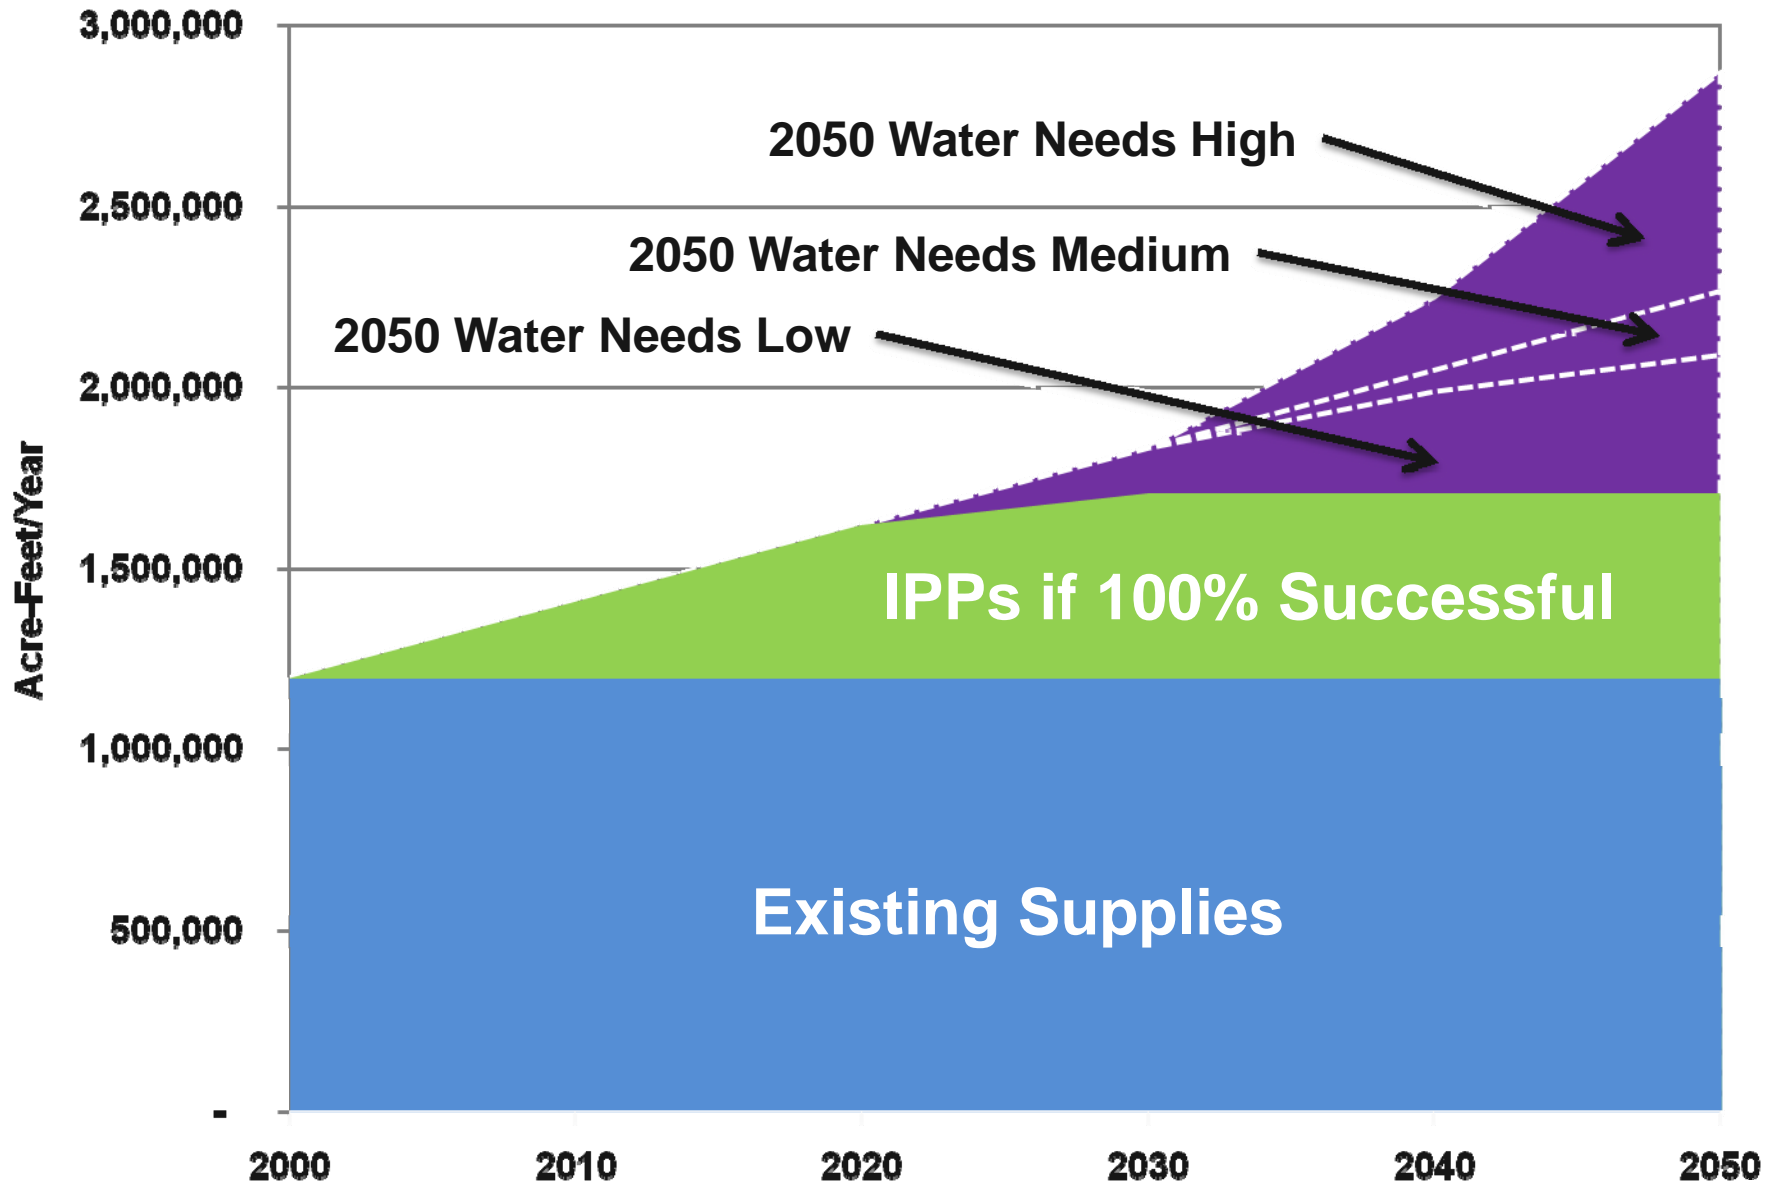 3,000,000
2050 Water Needs High
2,500,000
2050 Water Needs Medium
2050 Water Needs Low
2,000,000
Acre-Feet/Year
1,500,000
IPPs if 100% Successful
1,000,000
Existing Supplies
500,000
-
2000 2010 2020 2030 2040 2050